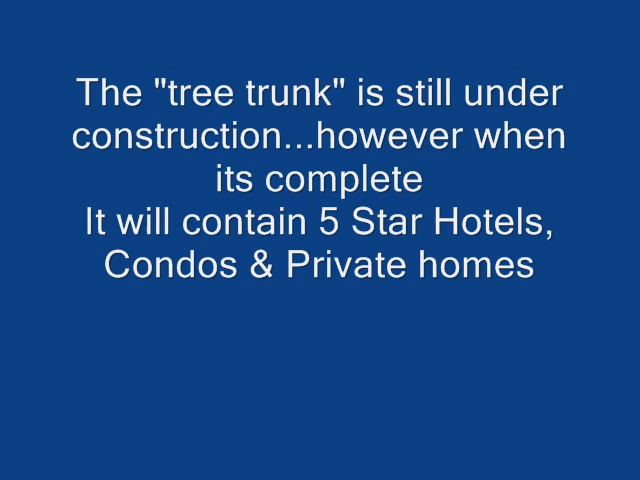 The "tree trunk" is still under
construction...however when
its complete
It will contain 5 Star Hotels,
Condos & Private homes